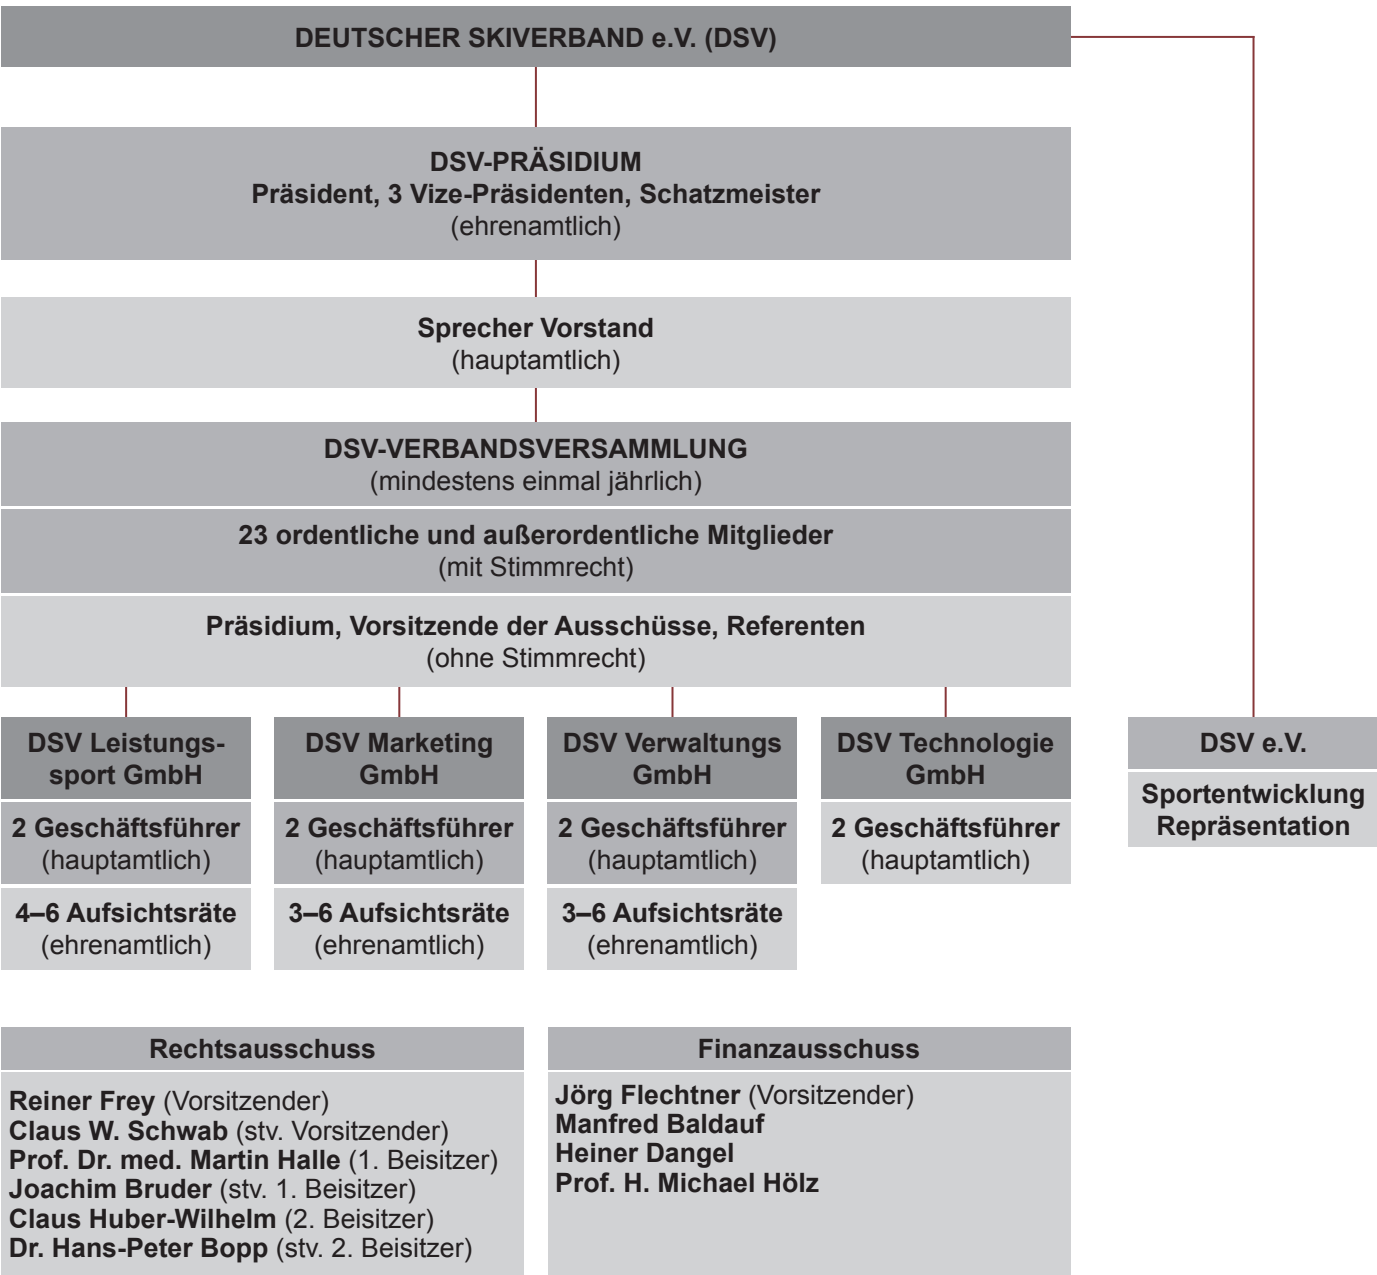 DEUTSCHER SKIVERBAND e.V. (DSV)
DSV-PRÄSIDIUM
Präsident, 3 Vize-Präsidenten, Schatzmeister
(ehrenamtlich)
Sprecher Vorstand
(hauptamtlich)
DSV-VERBANDSVERSAMMLUNG
(mindestens einmal jährlich)
23 ordentliche und außerordentliche Mitglieder
(mit Stimmrecht)
Präsidium, Vorsitzende der Ausschüsse, Referenten
(ohne Stimmrecht)
DSV Leistungs-
sport GmbH
2 Geschäftsführer
(hauptamtlich)
4–6 Aufsichtsräte
(ehrenamtlich)
DSV Marketing
GmbH
2 Geschäftsführer
(hauptamtlich)
3–6 Aufsichtsräte
(ehrenamtlich)
DSV Verwaltungs
GmbH
2 Geschäftsführer
(hauptamtlich)
3–6 Aufsichtsräte
(ehrenamtlich)
DSV Technologie
GmbH
2 Geschäftsführer
(hauptamtlich)
DSV e.V.
Sportentwicklung
Repräsentation
Rechtsausschuss
Reiner Frey (Vorsitzender)
Claus W. Schwab (stv. Vorsitzender)
Prof. Dr. med. Martin Halle (1. Beisitzer)
Joachim Bruder (stv. 1. Beisitzer)
Claus Huber-Wilhelm (2. Beisitzer)
Dr. Hans-Peter Bopp (stv. 2. Beisitzer)
Finanzausschuss
Jörg Flechtner (Vorsitzender)
Manfred Baldauf
Heiner Dangel
Prof. H. Michael Hölz